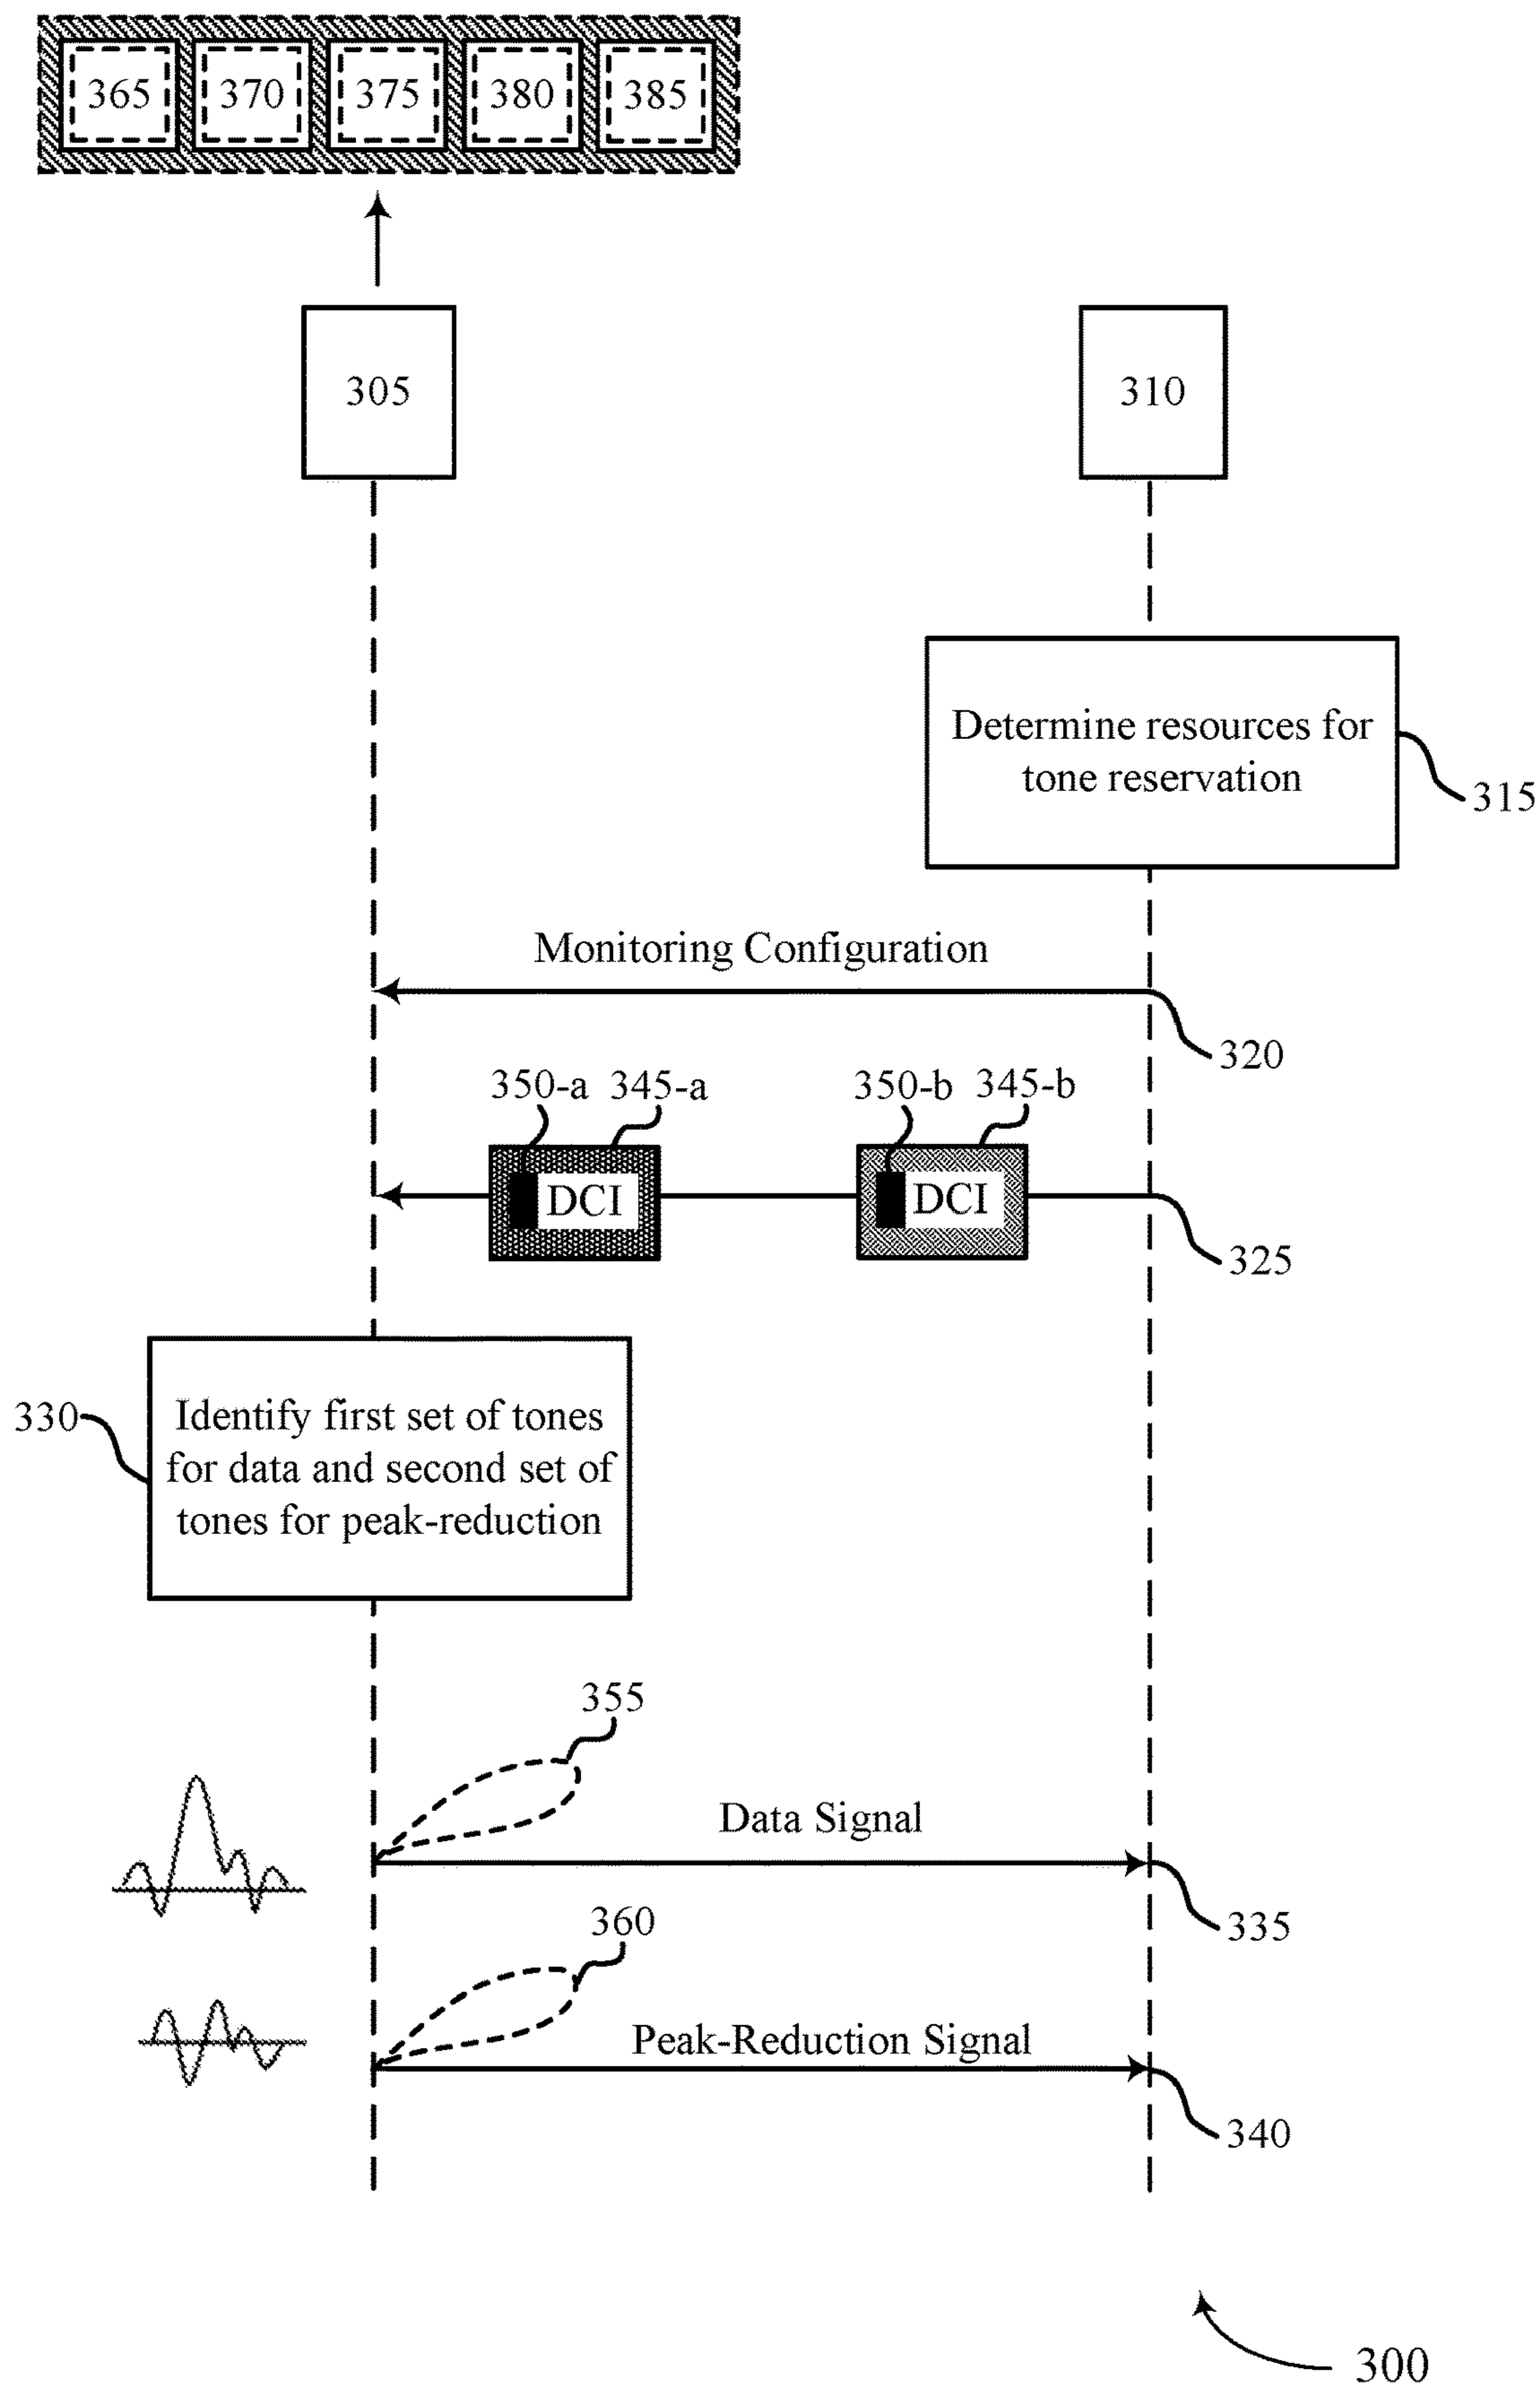 365 370 375 380 385
305 310
Determine resources for
tone reservation
315
Monitoring Configuration
320
350-a 345-a 350-b 345-b
DCI DCI
325
330
Identify first set of tones
for data and second set of
tones for peak-reduction
355
Data Signal
335
360
Peak-Reduction Signal
340
300